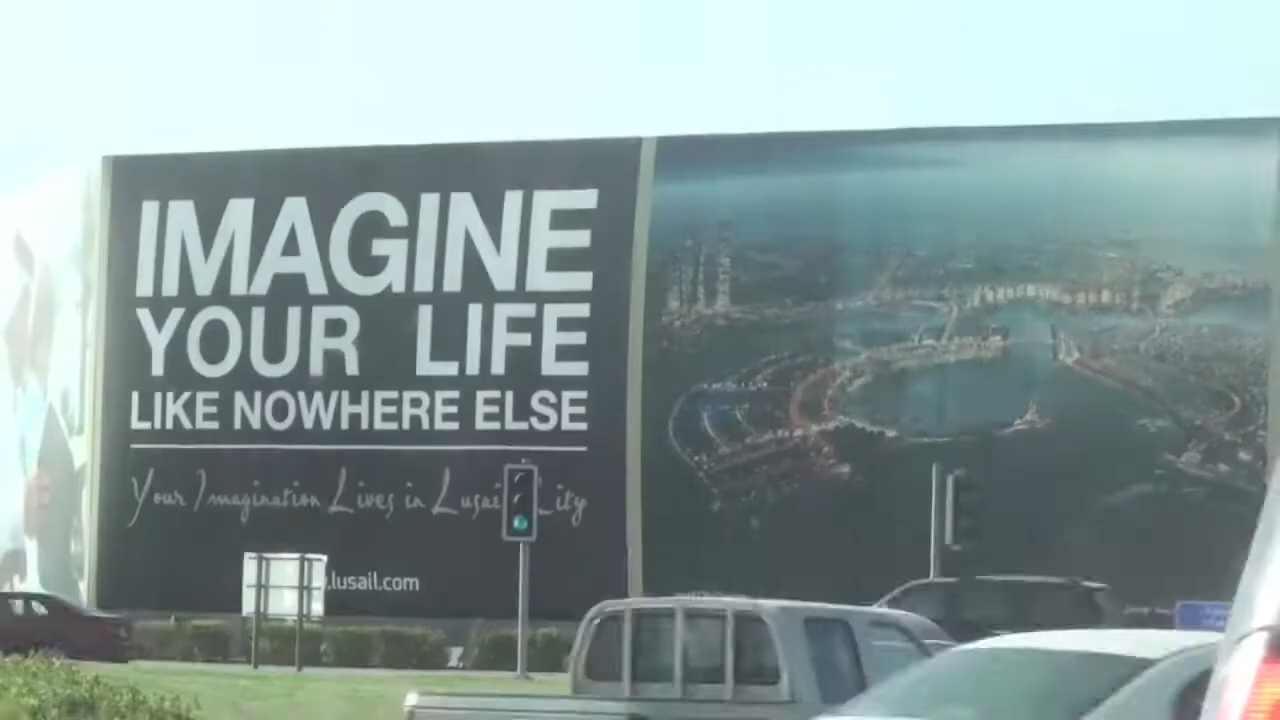 IMAGINE
YOUR LIFE
LIKE NOWHERE ELSE
Your Imagination Lives in Lusail City
.lusail.com